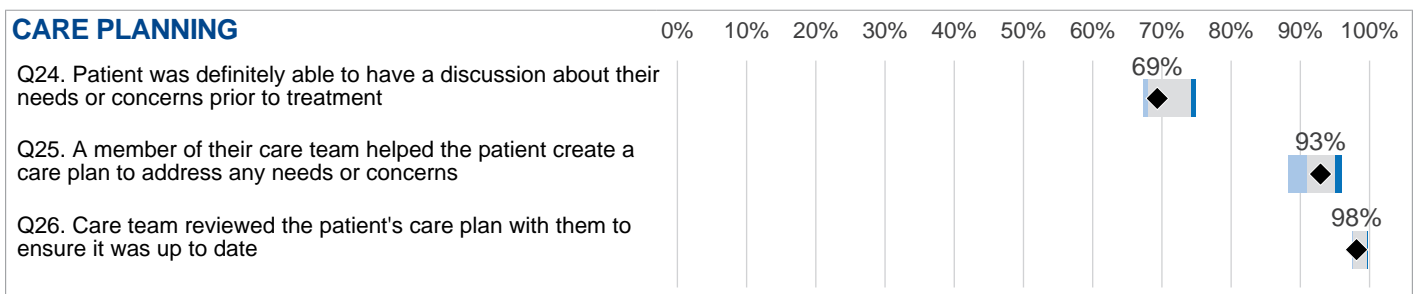 CARE PLANNING 0% 10% 20% 30% 40% 50% 60% 70% 80% 90% 100%
Q24. Patient was definitely able to have a discussion about their
needs or concerns prior to treatment
69%
Q25. A member of their care team helped the patient create a
care plan to address any needs or concerns
93%
Q26. Care team reviewed the patient's care plan with them to
ensure it was up to date
98%